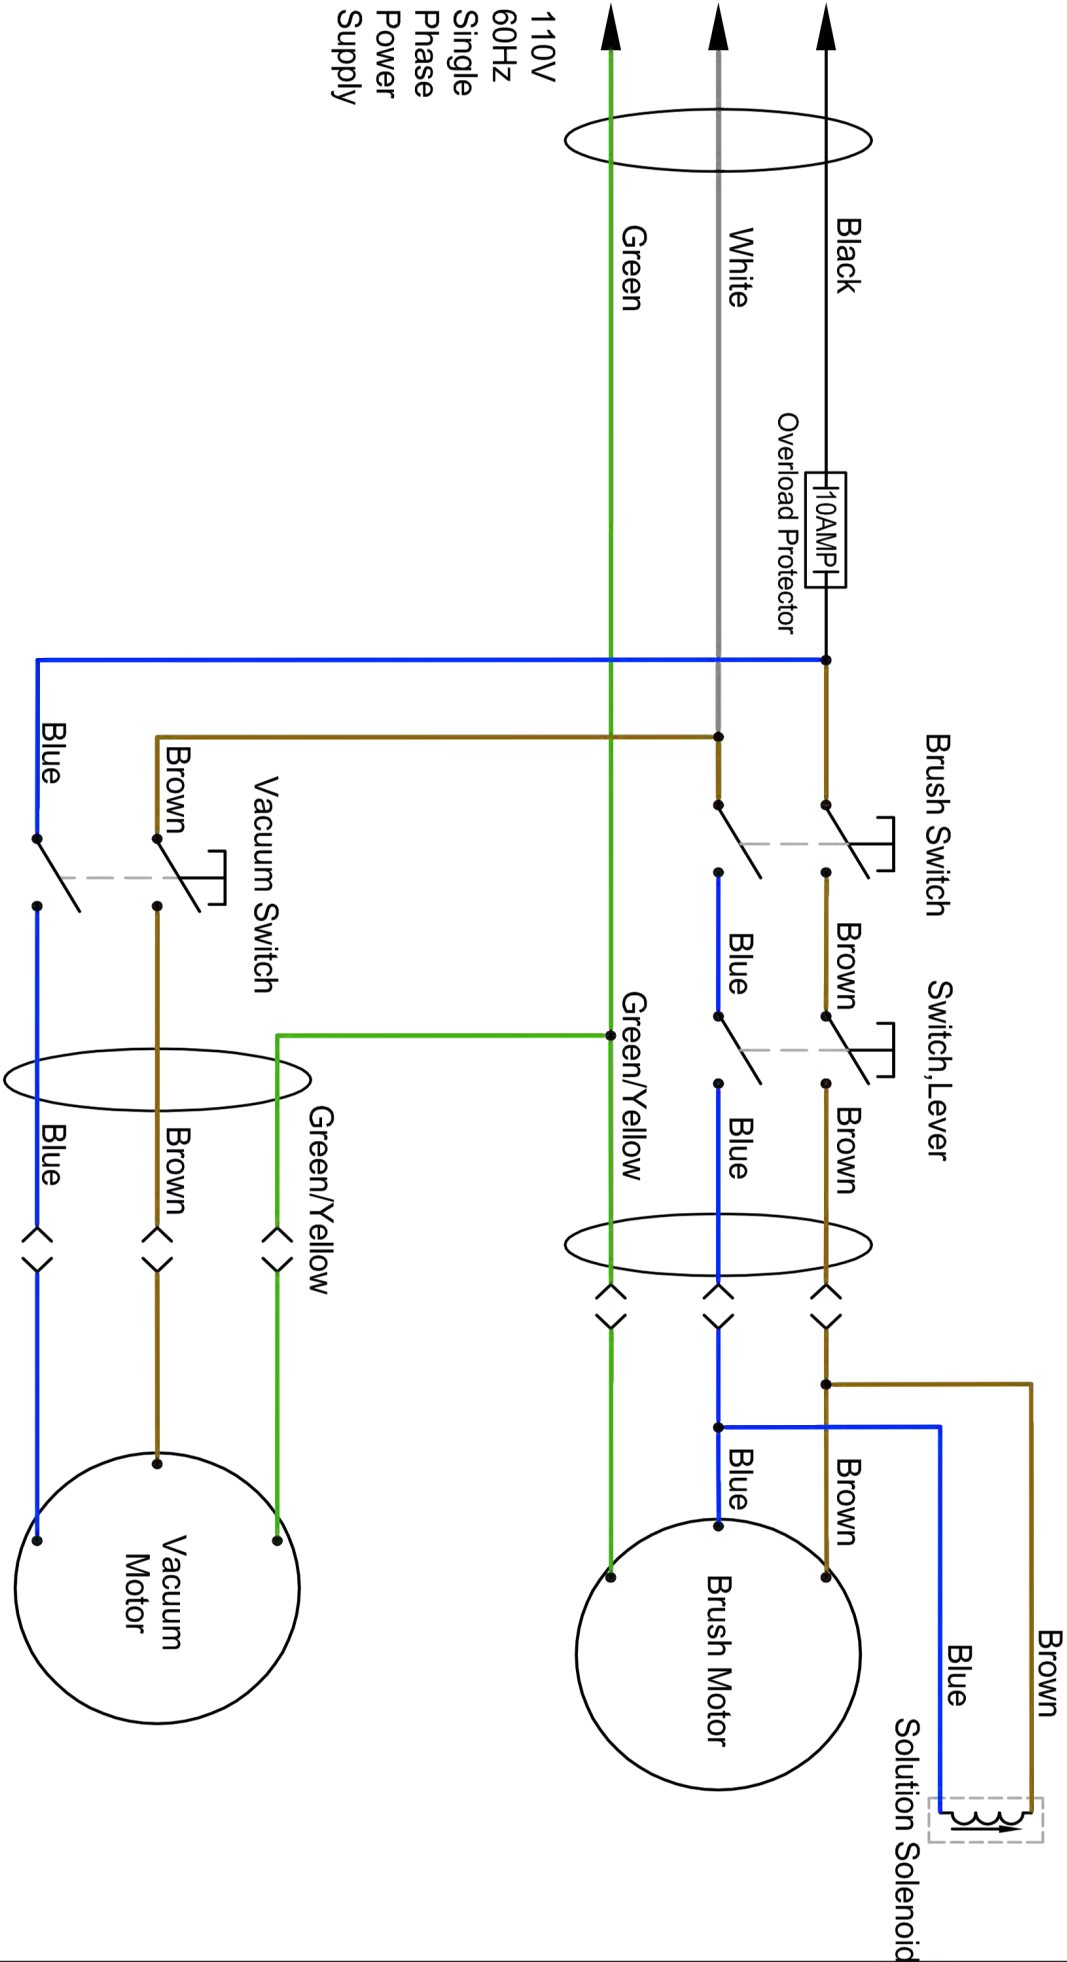 110V
60Hz
Single
Phase
Power
Supply
Black
White
Green
10AMP
Overload Protector
Brush Switch
Switch,Lever
Brown
Brown
Brown
Brown
Blue
Blue
Blue
Blue
Solution Solenoid
Green/Yellow
Brush Motor
Vacuum Switch
Green/Yellow
Brown
Brown
Blue
Blue
Vacuum
Motor